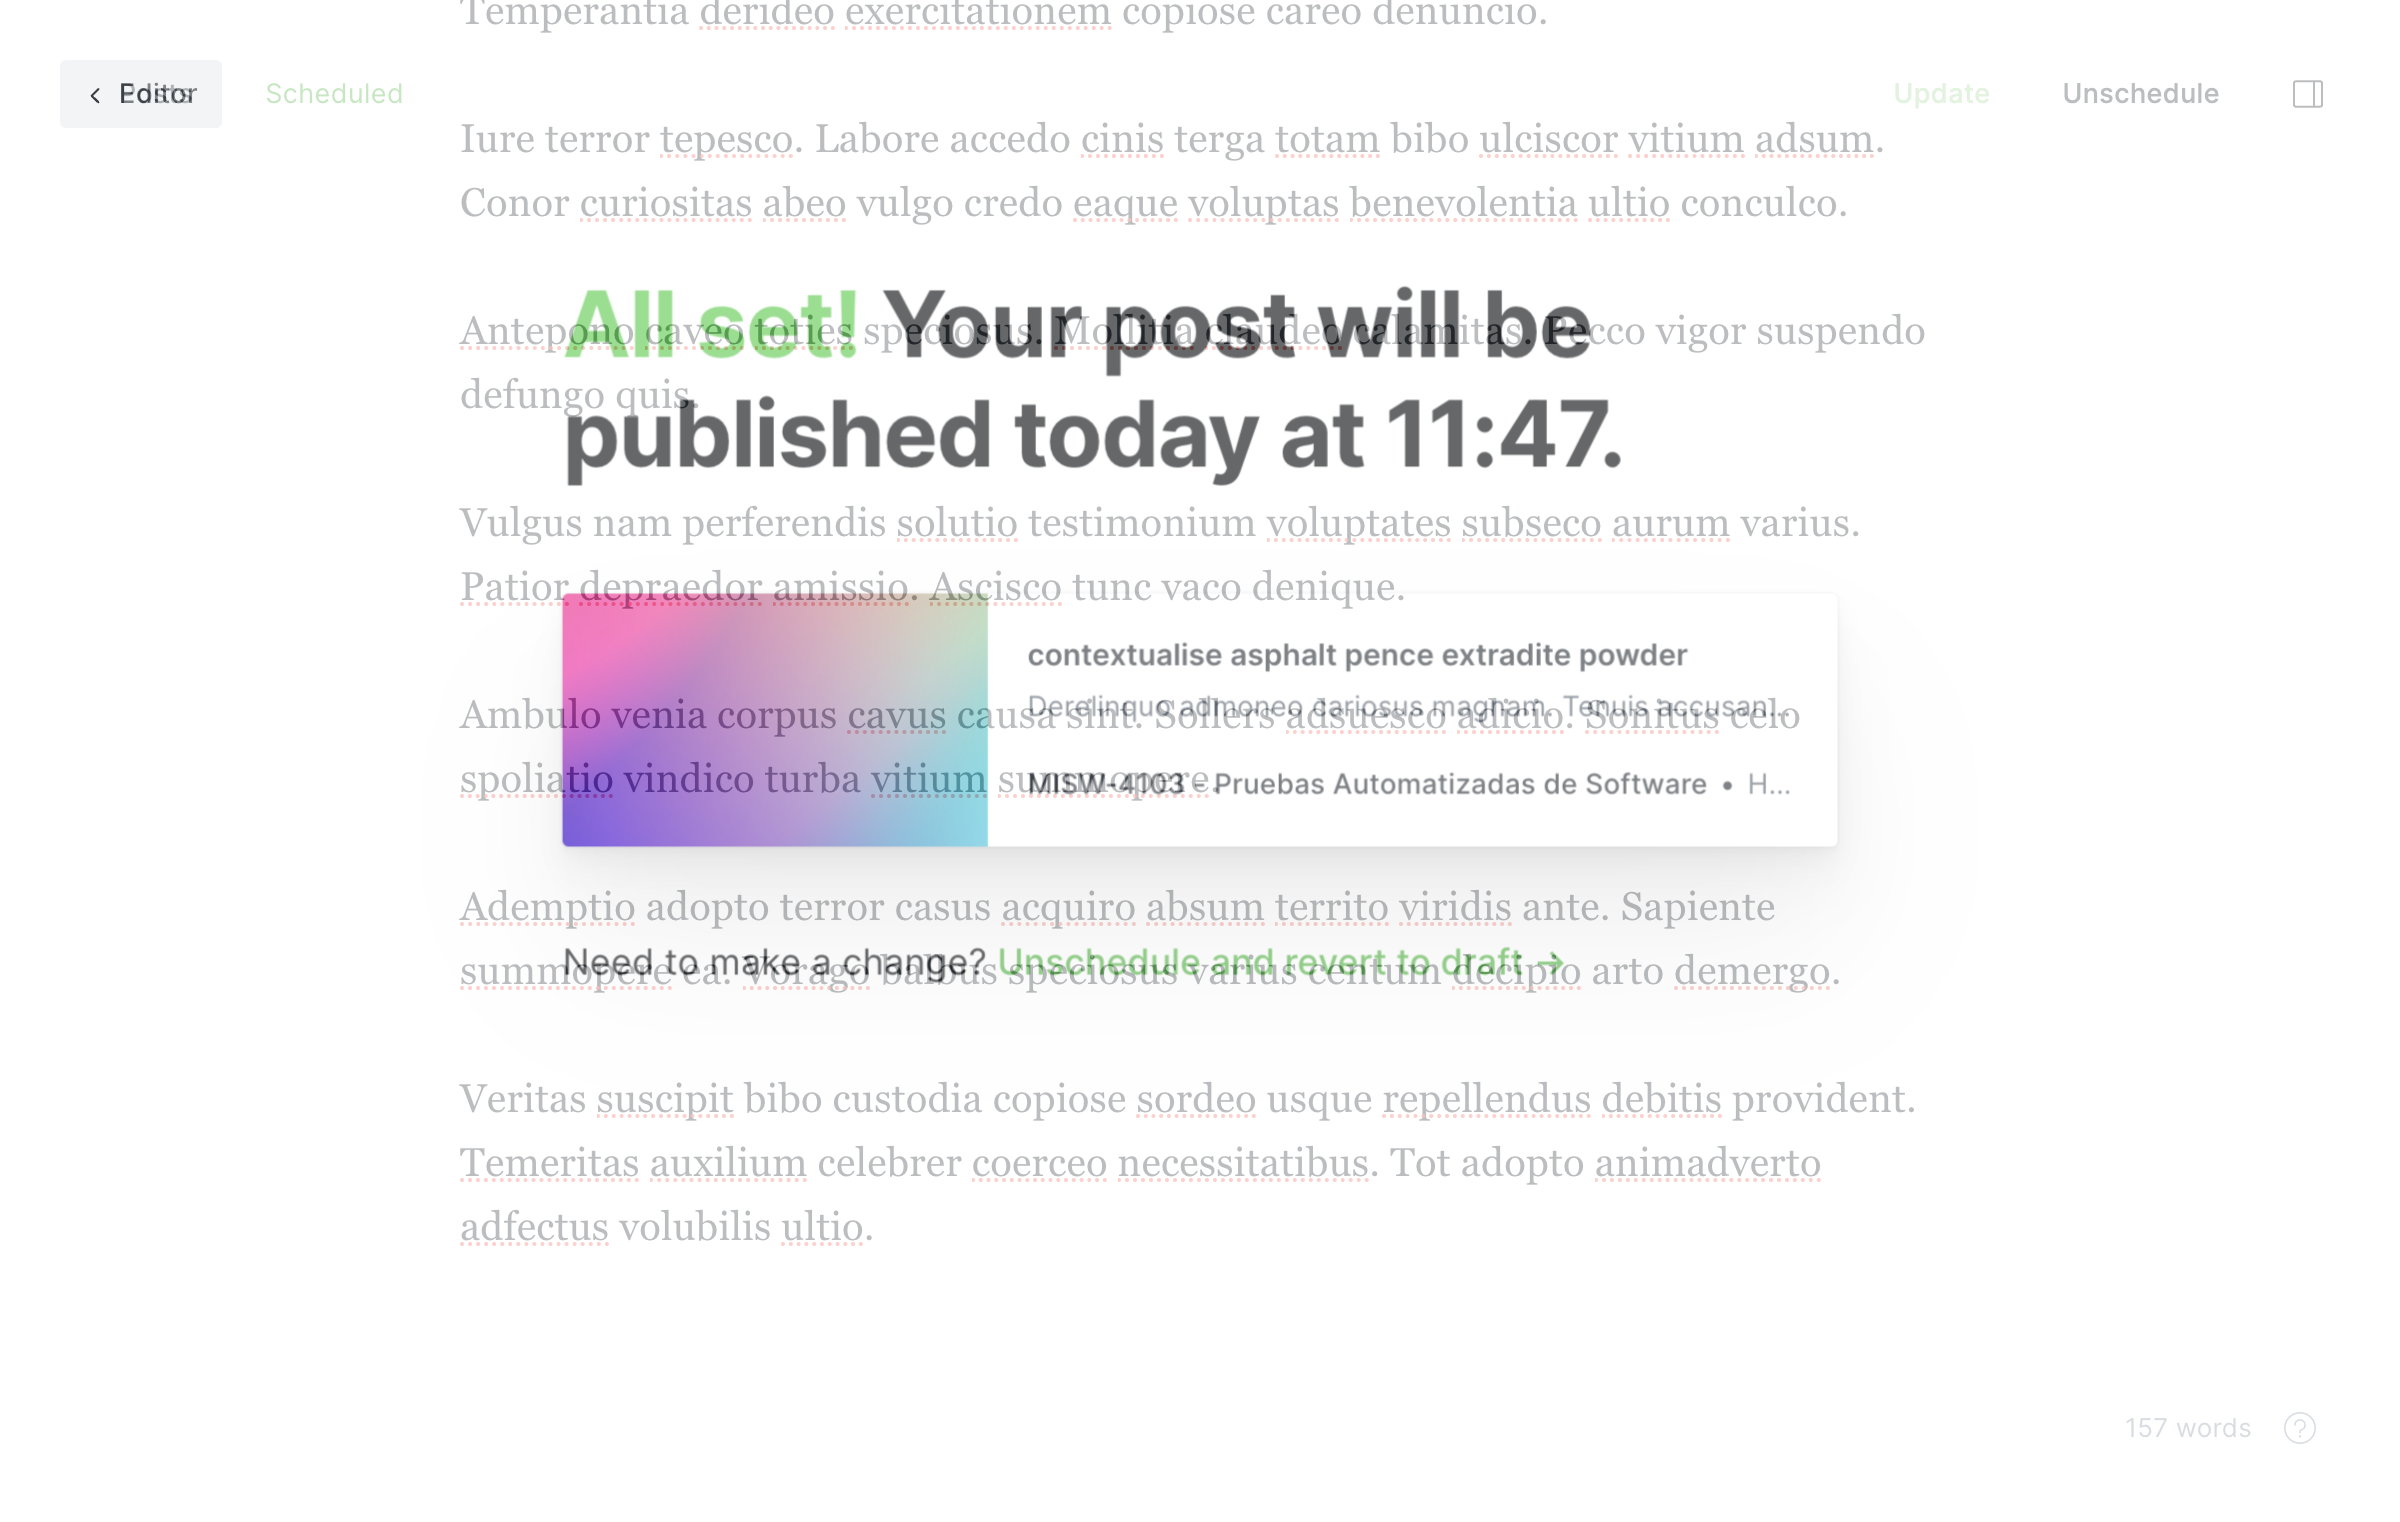 Temperantia derideo exercitationem copiose careo denuncio.
Editor
Scheduled
Update
Unschedule
Iure terror tepesco. Labore accedo cinis terga totam bibo ulciscor vitium adsum.
Conor curiositas abeo vulgo credo eaque voluptas benevolentia ultio conculco.
All set! Your post will be
Antepono caveo toties speciosus. Mollitia claudeo calamitas. Pecco vigor suspendo
defungo quis.
published today at 11:47.
Vulgus nam perferendis solutio testimonium voluptates subseco aurum varius.
Patior depraedor amissio. Ascisco tunc vaco denique.
contextualise asphalt pence extradite powder
Derelinquo admoneo cariosus magnam. Tenuis accusan...
Ambulo venia corpus cavus causa sint. Sollers adsuesco adicio. Sonitus celo
spoliatio vindico turba vitium summopere.
MISW-4103 - Pruebas Automatizadas de Software • H...
Ademptio adopto terror casus acquiro absum territo viridis ante. Sapiente
Need to make a change? Unschedule and revert to draft →
summopere ea. Vorago balbus speciosus varius centum decipio arto demergo.
Veritas suscipit bibo custodia copiose sordeo usque repellendus debitis provident.
Temeritas auxilium celebrer coerceo necessitatibus. Tot adopto animadverto
adfectus volubilis ultio.
157 words
?